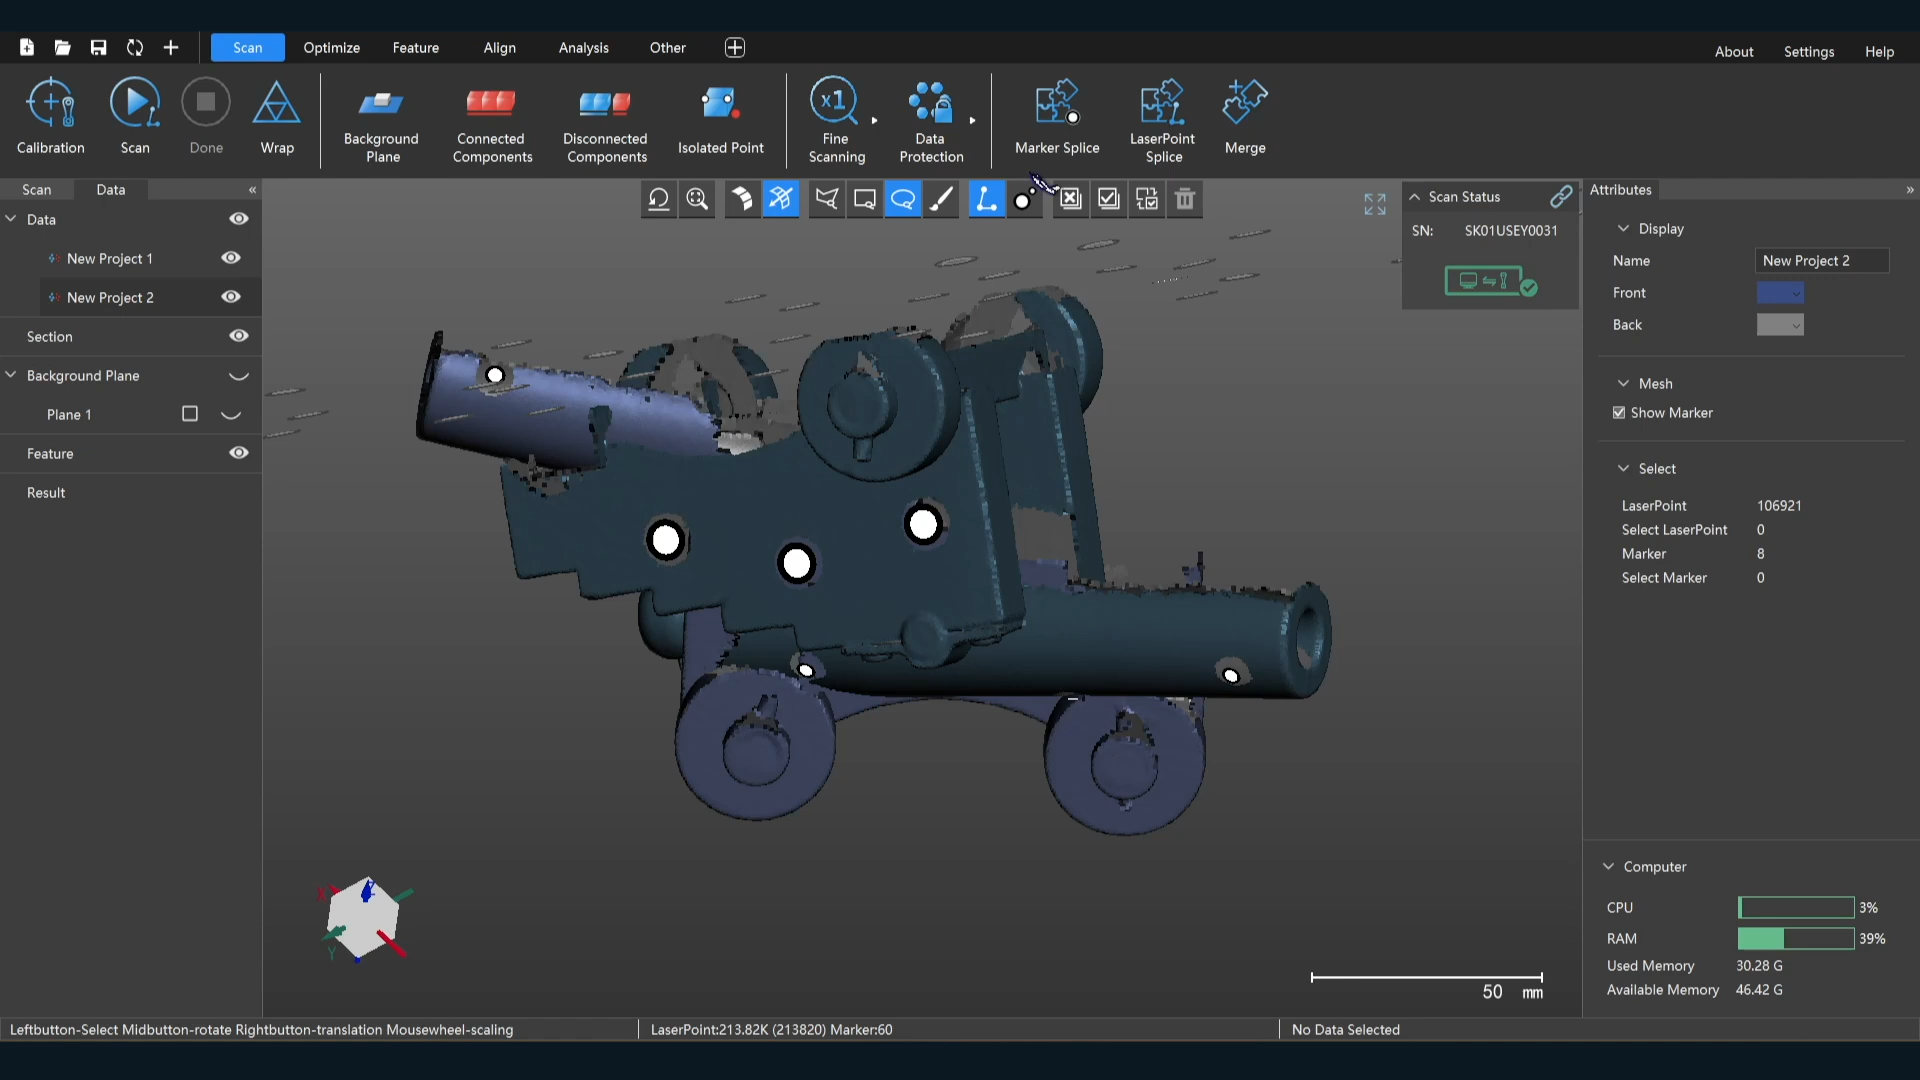 Scan Optimize Feature Align Analysis Other
About Settings Help
Calibration Scan Done Wrap
Background Plane
Connected Components
Disconnected Components
Isolated Point
x1
Fine Scanning
Data Protection
Marker Splice
LaserPoint Splice
Merge
Scan Data «
Data
New Project 1
New Project 2
Section
Background Plane
Plane 1
Feature
Result
Scan Status
SN: SK01USEY0031
Attributes »
Display
Name New Project 2
Front
Back
Mesh
Show Marker
Select
LaserPoint 106921
Select LaserPoint 0
Marker 8
Select Marker 0
X Z
Y
50 mm
Computer
CPU 3%
RAM 39%
Used Memory 30.28 G
Available Memory 46.42 G
Leftbutton-Select Midbutton-rotate Rightbutton-translation Mousewheel-scaling
LaserPoint:213.82K (213820) Marker:60
No Data Selected